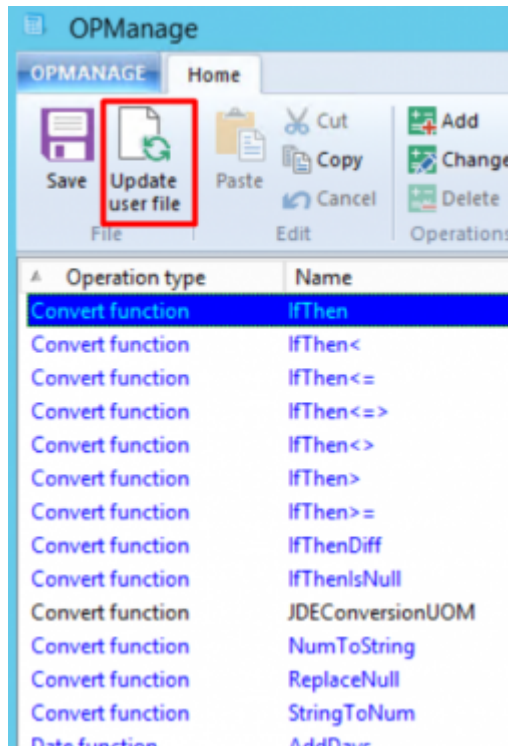 OPManage
OPMANAGE Home
Save
Update user file
Paste
Cut
Copy
Cancel
Add
Change
Delete
File
Edit
Operations
Operation type Name
Convert function IfThen
Convert function IfThen<
Convert function IfThen<=
Convert function IfThen<=>
Convert function IfThen<>
Convert function IfThen>
Convert function IfThen>=
Convert function IfThenDiff
Convert function IfThenIsNull
Convert function JDEConversionUOM
Convert function NumToString
Convert function ReplaceNull
Convert function StringToNum
Date function AddDays